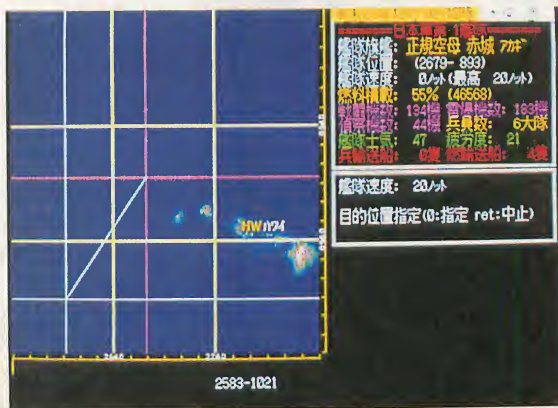 日本軍第1艦隊
艦隊旗艦: 正規空母 赤城 アカギ
艦隊位置: (2679- 893)
艦隊速度: 0ノット(最高 20ノット)
燃料積載: 55% (46568)
戦闘機数: 134機 雷爆機数: 183機
偵察機数: 44機 兵員数: 6大隊
艦隊士気: 47 疲労度: 21
兵輸送船: 0隻 燃輸送船: 4隻
艦隊速度: 20ノット
目的位置指定(0:指定 ret:中止)
HW ハワイ
2583-1021